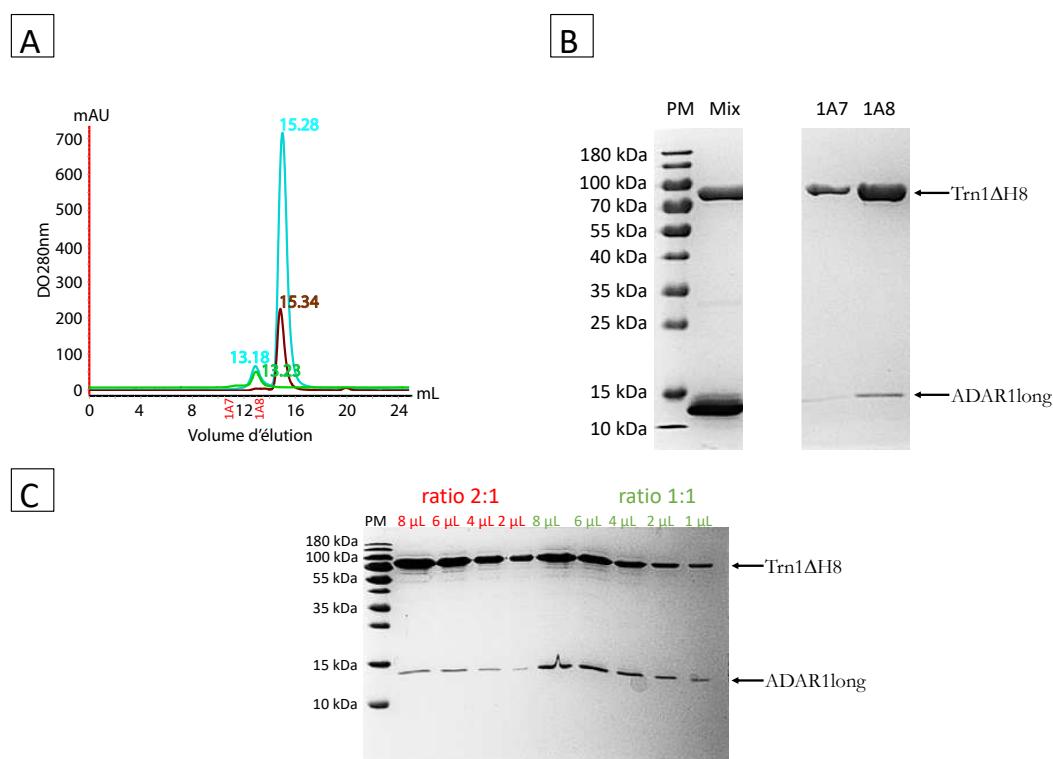 A
mAU
15.28
700
600
500
400
300
200
100
0
DO280nm
15.34
13.18
13.23
mL
0 4 8 12 16 20 24
1A7 1A8
Volume d'élution
B
PM Mix 1A7 1A8
180 kDa
100 kDa
70 kDa
55 kDa
40 kDa
35 kDa
25 kDa
15 kDa
10 kDa
Trn1ΔH8
ADAR1long
C
ratio 2:1 ratio 1:1
PM 8 µL 6 µL 4 µL 2 µL 8 µL 6 µL 4 µL 2 µL 1 µL
180 kDa
100 kDa
55 kDa
35 kDa
15 kDa
10 kDa
Trn1ΔH8
ADAR1long